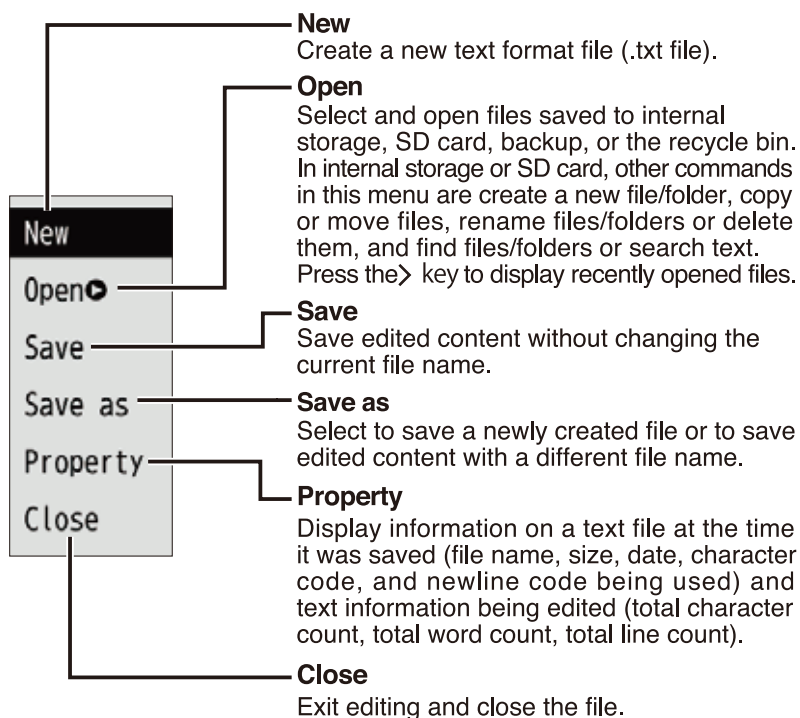 New
Create a new text format file (.txt file).
Open
Select and open files saved to internal
storage, SD card, backup, or the recycle bin.
In internal storage or SD card, other commands
in this menu are create a new file/folder, copy
or move files, rename files/folders or delete
them, and find files/folders or search text.
Press the> key to display recently opened files.
Save
Save edited content without changing the
current file name.
Save as
Select to save a newly created file or to save
edited content with a different file name.
Property
Display information on a text file at the time
it was saved (file name, size, date, character
code, and newline code being used) and
text information being edited (total character
count, total word count, total line count).
Close
Exit editing and close the file.
New
Open
Save
Save as
Property
Close